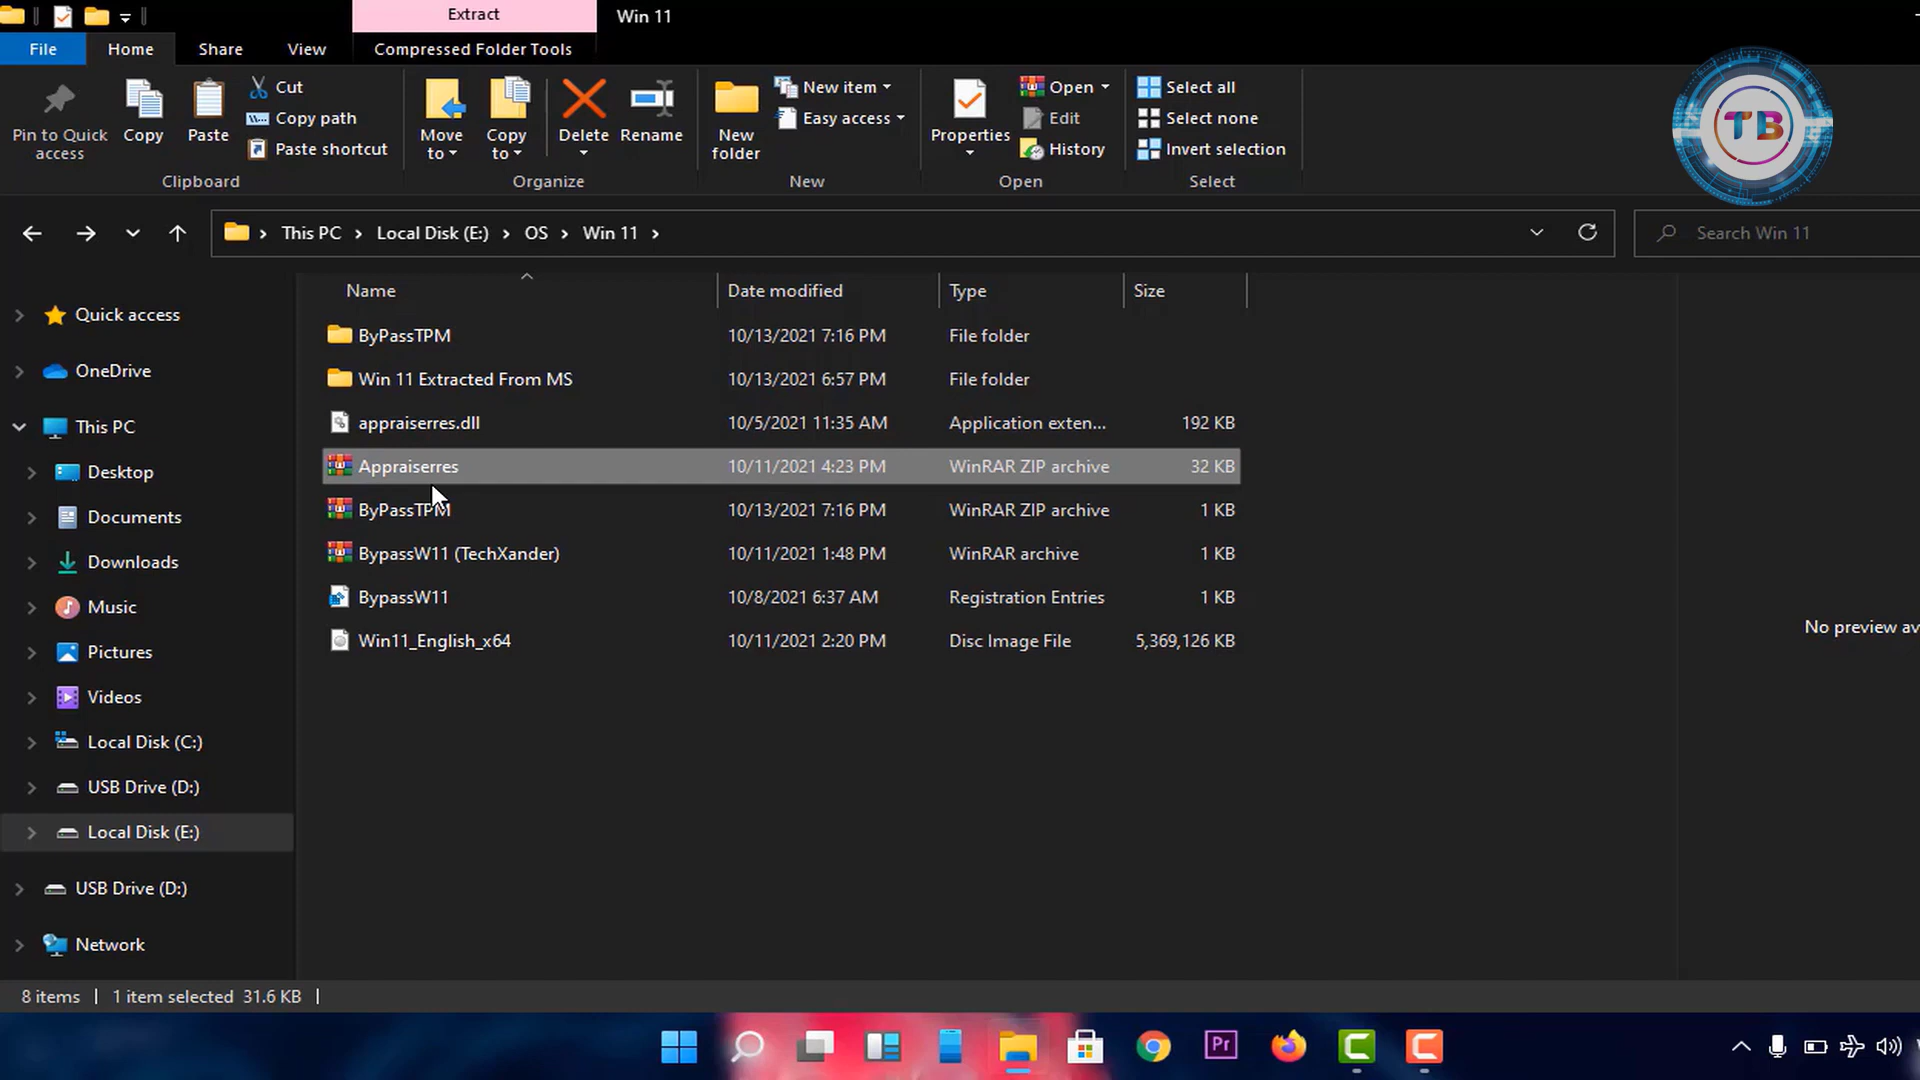 Extract
Win 11
File
Home
Share
View
Compressed Folder Tools
Pin to Quick
access
Copy
Paste
Cut
Copy path
Paste shortcut
Clipboard
Move
to
Copy
to
Delete
Rename
Organize
New
folder
New item
Easy access
New
Properties
Open
Edit
History
Open
Select all
Select none
Invert selection
Select
TB
This PC
Local Disk (E:)
OS
Win 11
Search Win 11
Quick access
OneDrive
This PC
Desktop
Documents
Downloads
Music
Pictures
Videos
Local Disk (C:)
USB Drive (D:)
Local Disk (E:)
USB Drive (D:)
Network
Name Date modified Type Size
ByPassTPM 10/13/2021 7:16 PM File folder
Win 11 Extracted From MS 10/13/2021 6:57 PM File folder
appraiserres.dll 10/5/2021 11:35 AM Application exten... 192 KB
Appraiserres 10/11/2021 4:23 PM WinRAR ZIP archive 32 KB
ByPassTPM 10/13/2021 7:16 PM WinRAR ZIP archive 1 KB
BypassW11 (TechXander) 10/11/2021 1:48 PM WinRAR archive 1 KB
BypassW11 10/8/2021 6:37 AM Registration Entries 1 KB
Win11_English_x64 10/11/2021 2:20 PM Disc Image File 5,369,126 KB
No preview av
8 items 1 item selected 31.6 KB
Pr